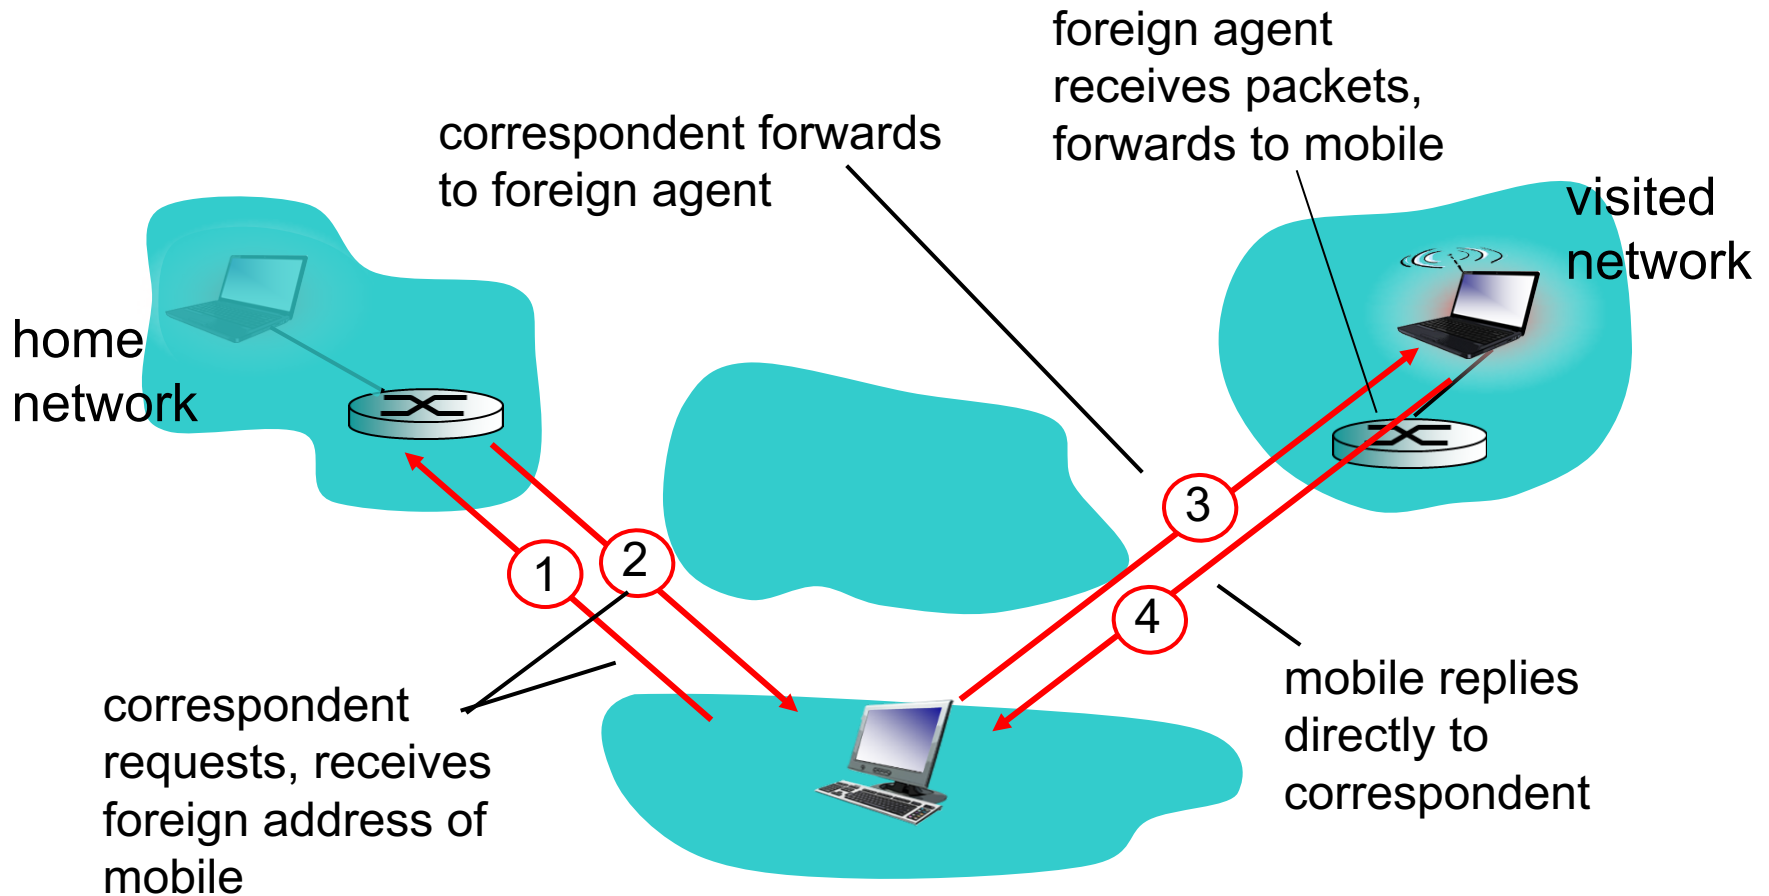 foreign agent
receives packets,
forwards to mobile
correspondent forwards
to foreign agent
visited
network
home
network
3
2
1
4
mobile replies
directly to
correspondent
correspondent
requests, receives
foreign address of
mobile